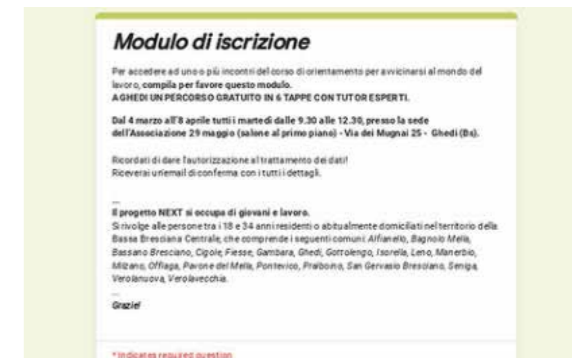 Modulo di iscrizione
Per accedere ad uno o più incontri del corso di orientamento per avvicinarsi al mondo del
lavoro, compila per favore questo modulo.
A GHEDI UN PERCORSO GRATUITO IN 6 TAPPE CON TUTOR ESPERTI.
Dal 4 marzo all'8 aprile tutti i martedì dalle 9.30 alle 12.30, presso la sede
dell'Associazione 29 maggio (salone al primo piano) - Via dei Mugnai 25 - Ghedi (Bs).
Ricordati di dare l'autorizzazione al trattamento dei dati!
Riceverai un'email di conferma con i tutti i dettagli.
...
Il progetto NEXT si occupa di giovani e lavoro.
Si rivolge alle persone tra i 18 e 34 anni residenti o abitualmente domiciliati nel territorio della
Bassa Bresciana Centrale, che comprende i seguenti comuni: Alfianello, Bagnolo Mella,
Bassano Bresciano, Cigole, Fiesse, Gambara, Ghedi, Gottolengo, Isorella, Leno, Manerbio,
Milzano, Offlaga, Pavone del Mella, Pontevico, Pralboino, San Gervasio Bresciano, Seniga,
Verolanuova, Verolavecchia.
...
Grazie!
* Indicates required question